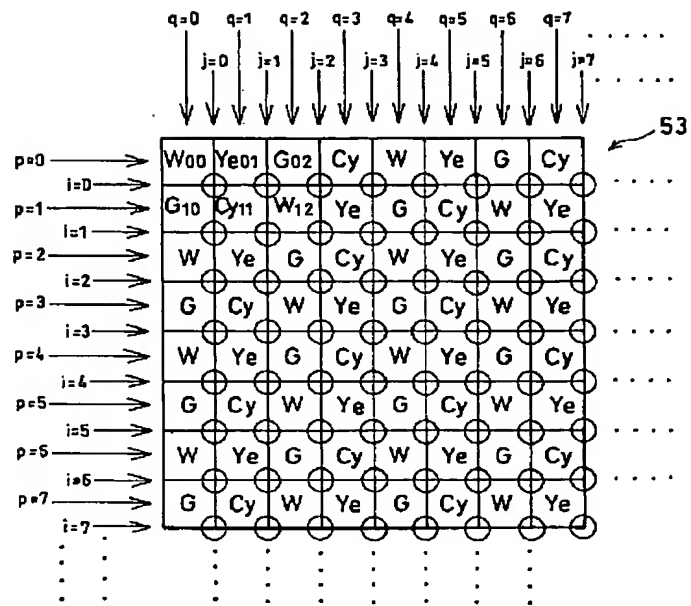 q=0 q=1 q=2 q=3 q=4 q=5 q=6 q=7
j=0 j=1 j=2 j=3 j=4 j=5 j=6 j=7
53
p=0 W00 Ye01 G02 Cy W Ye G Cy
i=0
p=1 G10 Cy11 W12 Ye G Cy W Ye
i=1
p=2 W Ye G Cy W Ye G Cy
i=2
p=3 G Cy W Ye G Cy W Ye
i=3
p=4 W Ye G Cy W Ye G Cy
i=4
p=5 G Cy W Ye G Cy W Ye
i=5
p=6 W Ye G Cy W Ye G Cy
i=6
p=7 G Cy W Ye G Cy W Ye
i=7